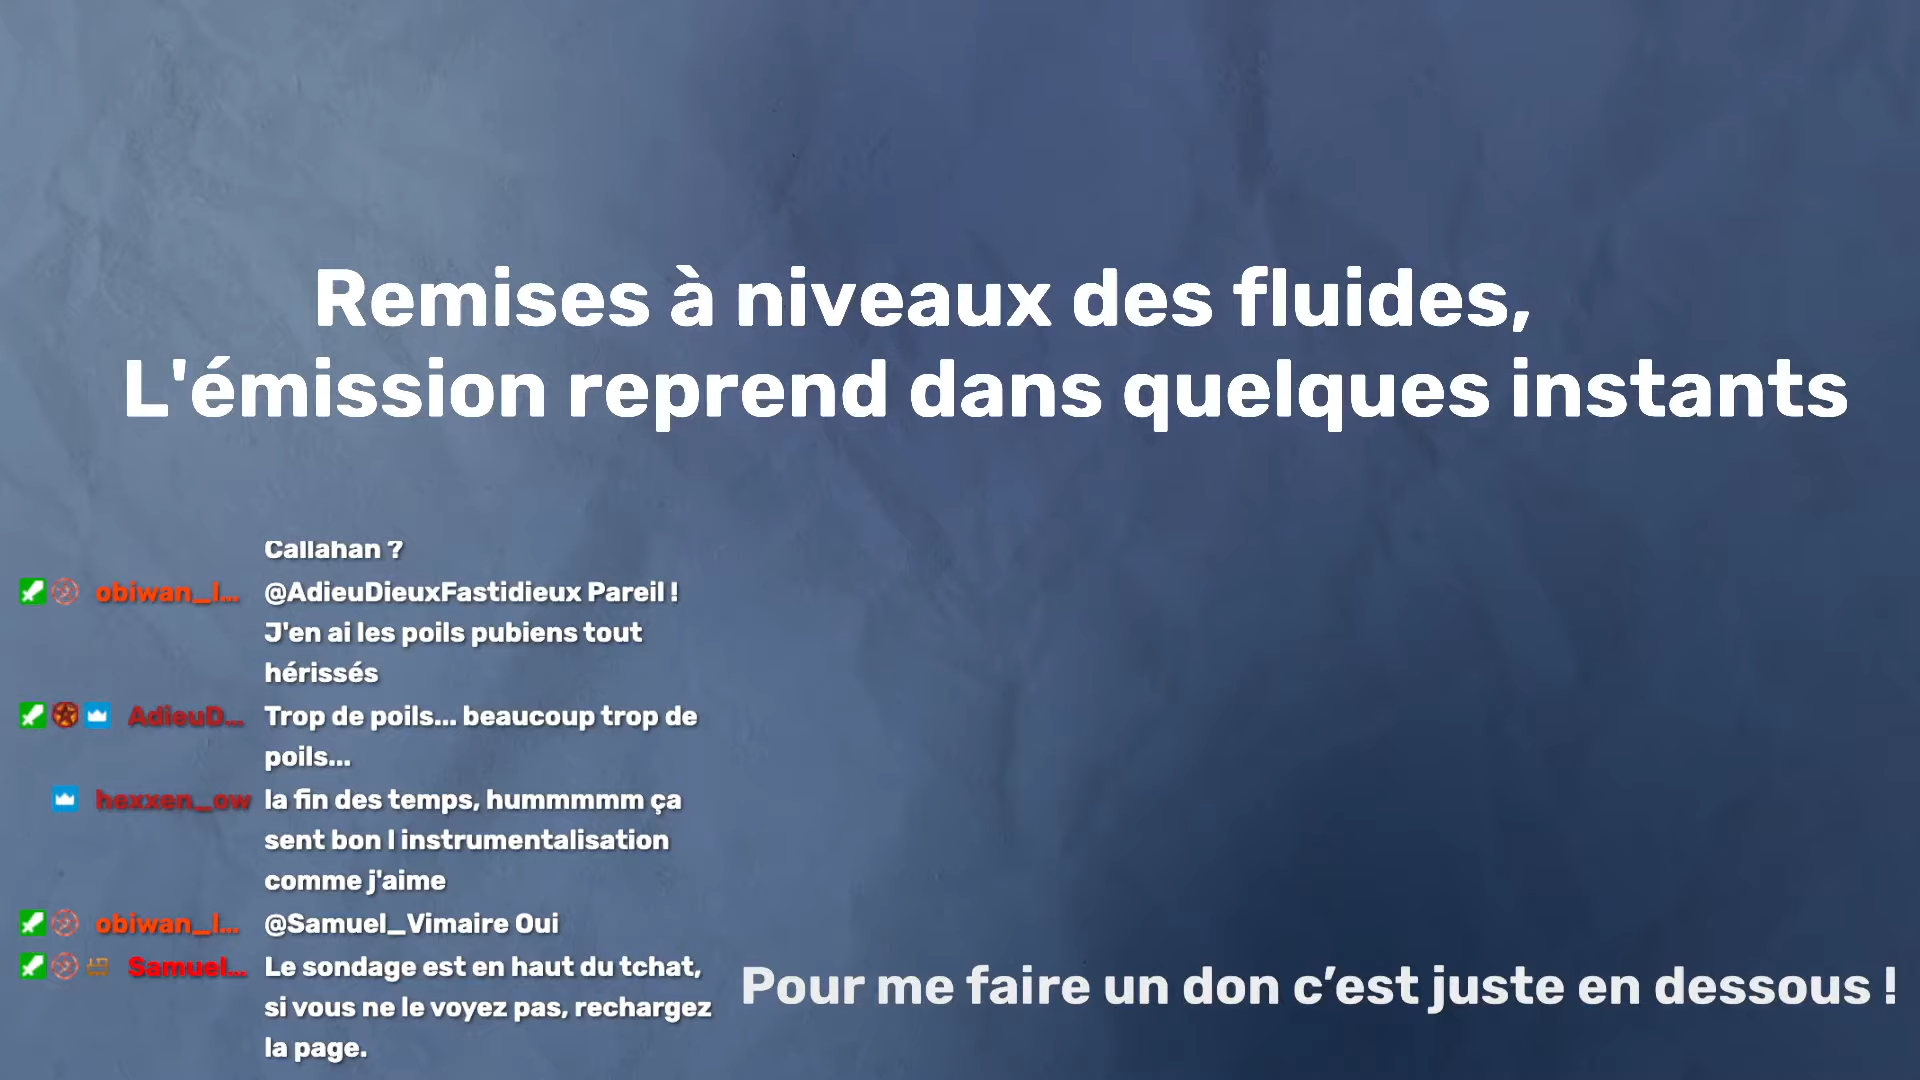 Remises à niveaux des fluides,
L'émission reprend dans quelques instants
Callahan ?
obiwan_l... @AdieuDieuxFastidieux Pareil !
J'en ai les poils pubiens tout
hérissés
AdieuD... Trop de poils... beaucoup trop de
poils...
hexxen_ow la fin des temps, hummmmm ça
sent bon l instrumentalisation
comme j'aime
obiwan_l... @Samuel_Vimaire Oui
Samuel... Le sondage est en haut du tchat,
si vous ne le voyez pas, rechargez
la page.
Pour me faire un don c’est juste en dessous !